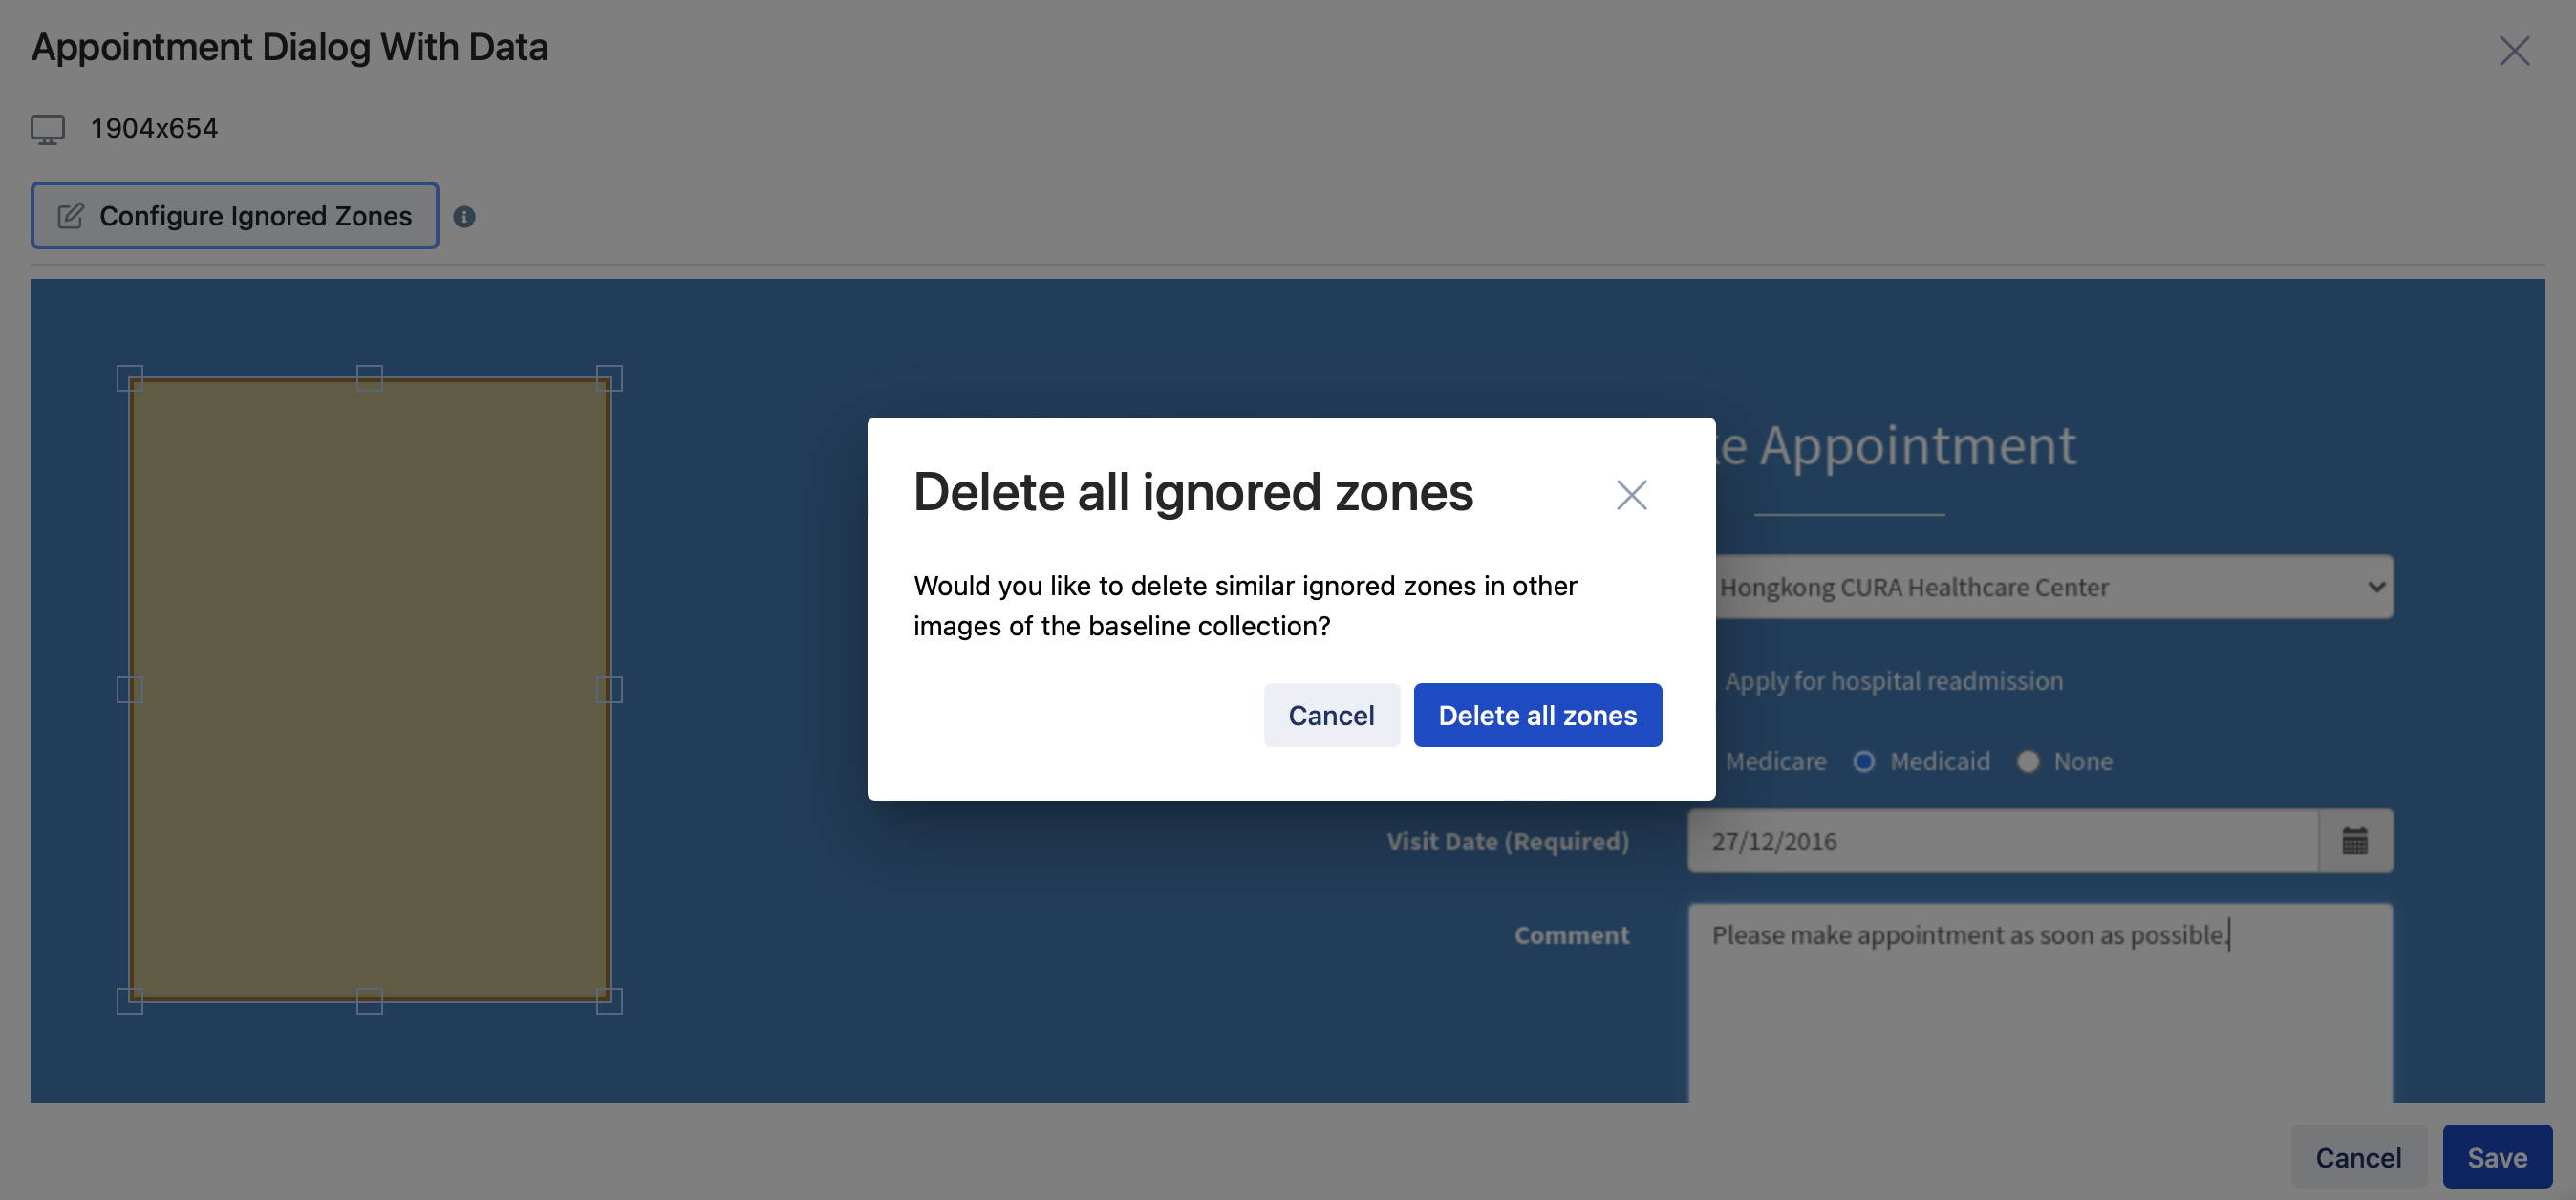 Appointment Dialog With Data
1904x654
Configure Ignored Zones
Appointment
Delete all ignored zones
Would you like to delete similar ignored zones in other
images of the baseline collection?
Cancel
Delete all zones
Hongkong CURA Healthcare Center
Apply for hospital readmission
Medicare Medicaid None
Visit Date (Required) 27/12/2016
Comment Please make appointment as soon as possible.
Cancel Save